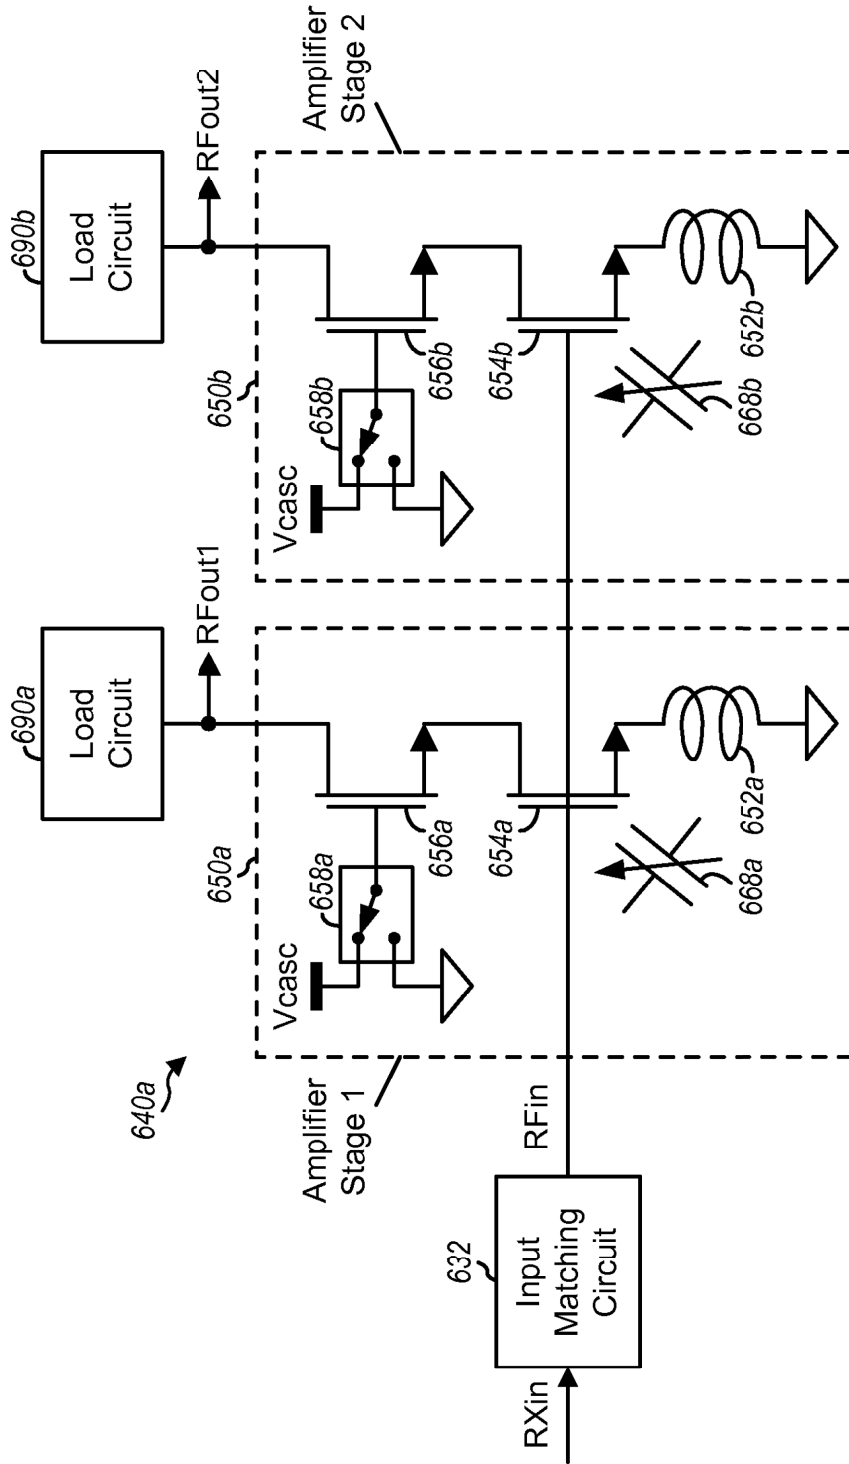 640a
690a
Load
Circuit
RFout1
690b
Load
Circuit
RFout2
Amplifier
Stage 1
650a
Vcasc
658a
656a
654a
668a
652a
650b
Vcasc
658b
656b
654b
668b
652b
Amplifier
Stage 2
RXin
632
Input
Matching
Circuit
RFin